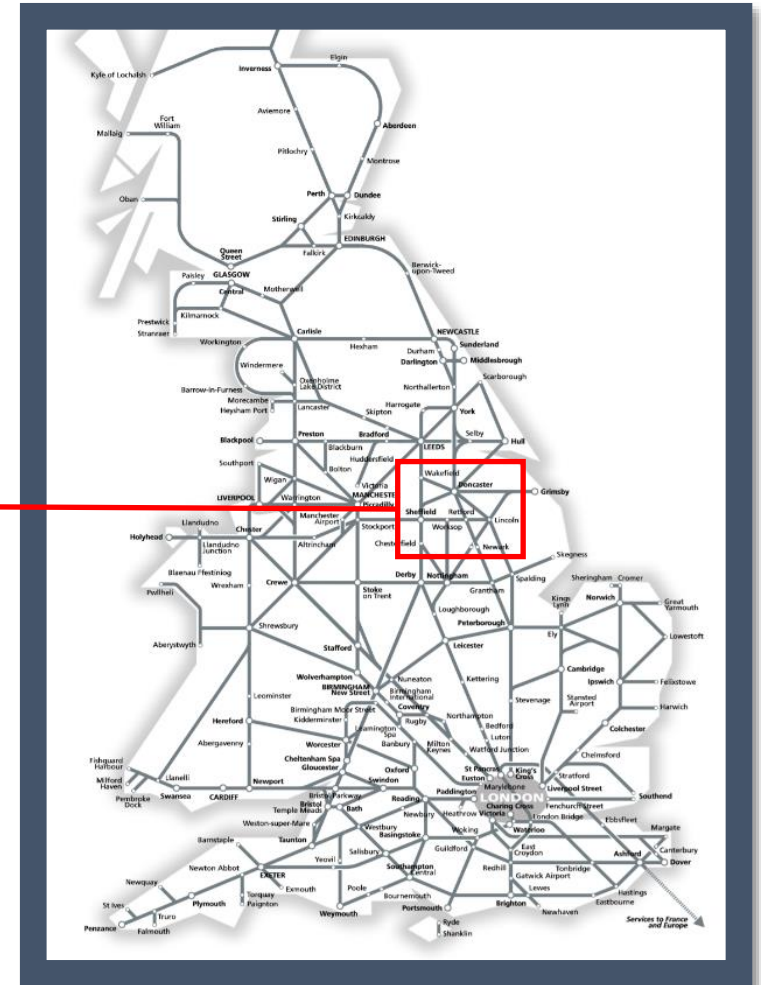 Elgin
Inverness
Kyle of Lochalsh
Aviemore
Fort
William
Mallaig
Aberdeen
Pitlochry
Montrose
Perth
Dundee
Oban
Stirling
Kirkcaldy
EDINBURGH
Queen
Street
Falkirk
Berwick-
upon-Tweed
Paisley
GLASGOW
Central
Motherwell
Prestwick
Kilmarnock
Stranraer
Carlisle
NEWCASTLE
Workington
Hexham
Sunderland
Durham
Darlington
Middlesbrough
Windermere
Scarborough
Oxenholme
Lake District
Barrow-in-Furness
Northallerton
Morecambe
Heysham Port
Lancaster
Harrogate
York
Skipton
Blackpool
Preston
Bradford
Selby
Hull
Blackburn
LEEDS
Huddersfield
Southport
Bolton
Wakefield
Wigan
Victoria
Doncaster
LIVERPOOL
Warrington
MANCHESTE
Piccadilly
Grimsby
Manchester
Airport
Sheffield
Retford
Lincoln
Llandudno
Chester
Stockport
Worksop
Holyhead
Llandudno
Junction
Altrincham
Chesterfield
Newark
Skegness
Blaenau Ffestiniog
Wrexham
Crewe
Stoke
on Trent
Derby
Nottingham
Spalding
Sheringham
Cromer
Pwllheli
Grantham
Kings
Lynn
Norwich
Great
Yarmouth
Loughborough
Peterborough
Shrewsbury
Ely
Lowestoft
Aberystwyth
Stafford
Leicester
Wolverhampton
Cambridge
BIRMINGHAM
New Street
Nuneaton
Kettering
Ipswich
Felixstowe
Leominster
Birmingham
International
Stevenage
Stansted
Airport
Birmingham Moor Street
Coventry
Harwich
Hereford
Kidderminster
Rugby
Northampton
Leamington
Spa
Bedford
Colchester
Abergavenny
Worcester
Banbury
Milton
Keynes
Luton
Watford Junction
Chelmsford
Fishguard
Harbour
Cheltenham Spa
Gloucester
Oxford
St Pancras
King's
Cross
Euston
Stratford
Milford
Haven
Llanelli
Newport
Swindon
Marylebone
Liverpool Street
Pembroke
Dock
Swansea
CARDIFF
Bristol Parkway
Reading
Paddington
LONDON
Southend
Bristol
Temple Meads
Bath
Newbury
Heathrow
Victoria
Charing Cross
Fenchurch Street
London Bridge
Ebbsfleet
Weston-super-Mare
Westbury
Basingstoke
Woking
Waterloo
Margate
Barnstaple
Taunton
Salisbury
Guildford
East
Croydon
Canterbury
Ashford
Dover
Newton Abbot
Yeovil
Southampton
Central
Redhill
Tonbridge
Gatwick Airport
Newquay
EXETER
Exmouth
Poole
Bournemouth
Lewes
Hastings
Eastbourne
St Ives
Plymouth
Torquay
Paignton
Weymouth
Portsmouth
Brighton
Newhaven
Truro
Penzance
Falmouth
Ryde
Shanklin
Services to France
and Europe